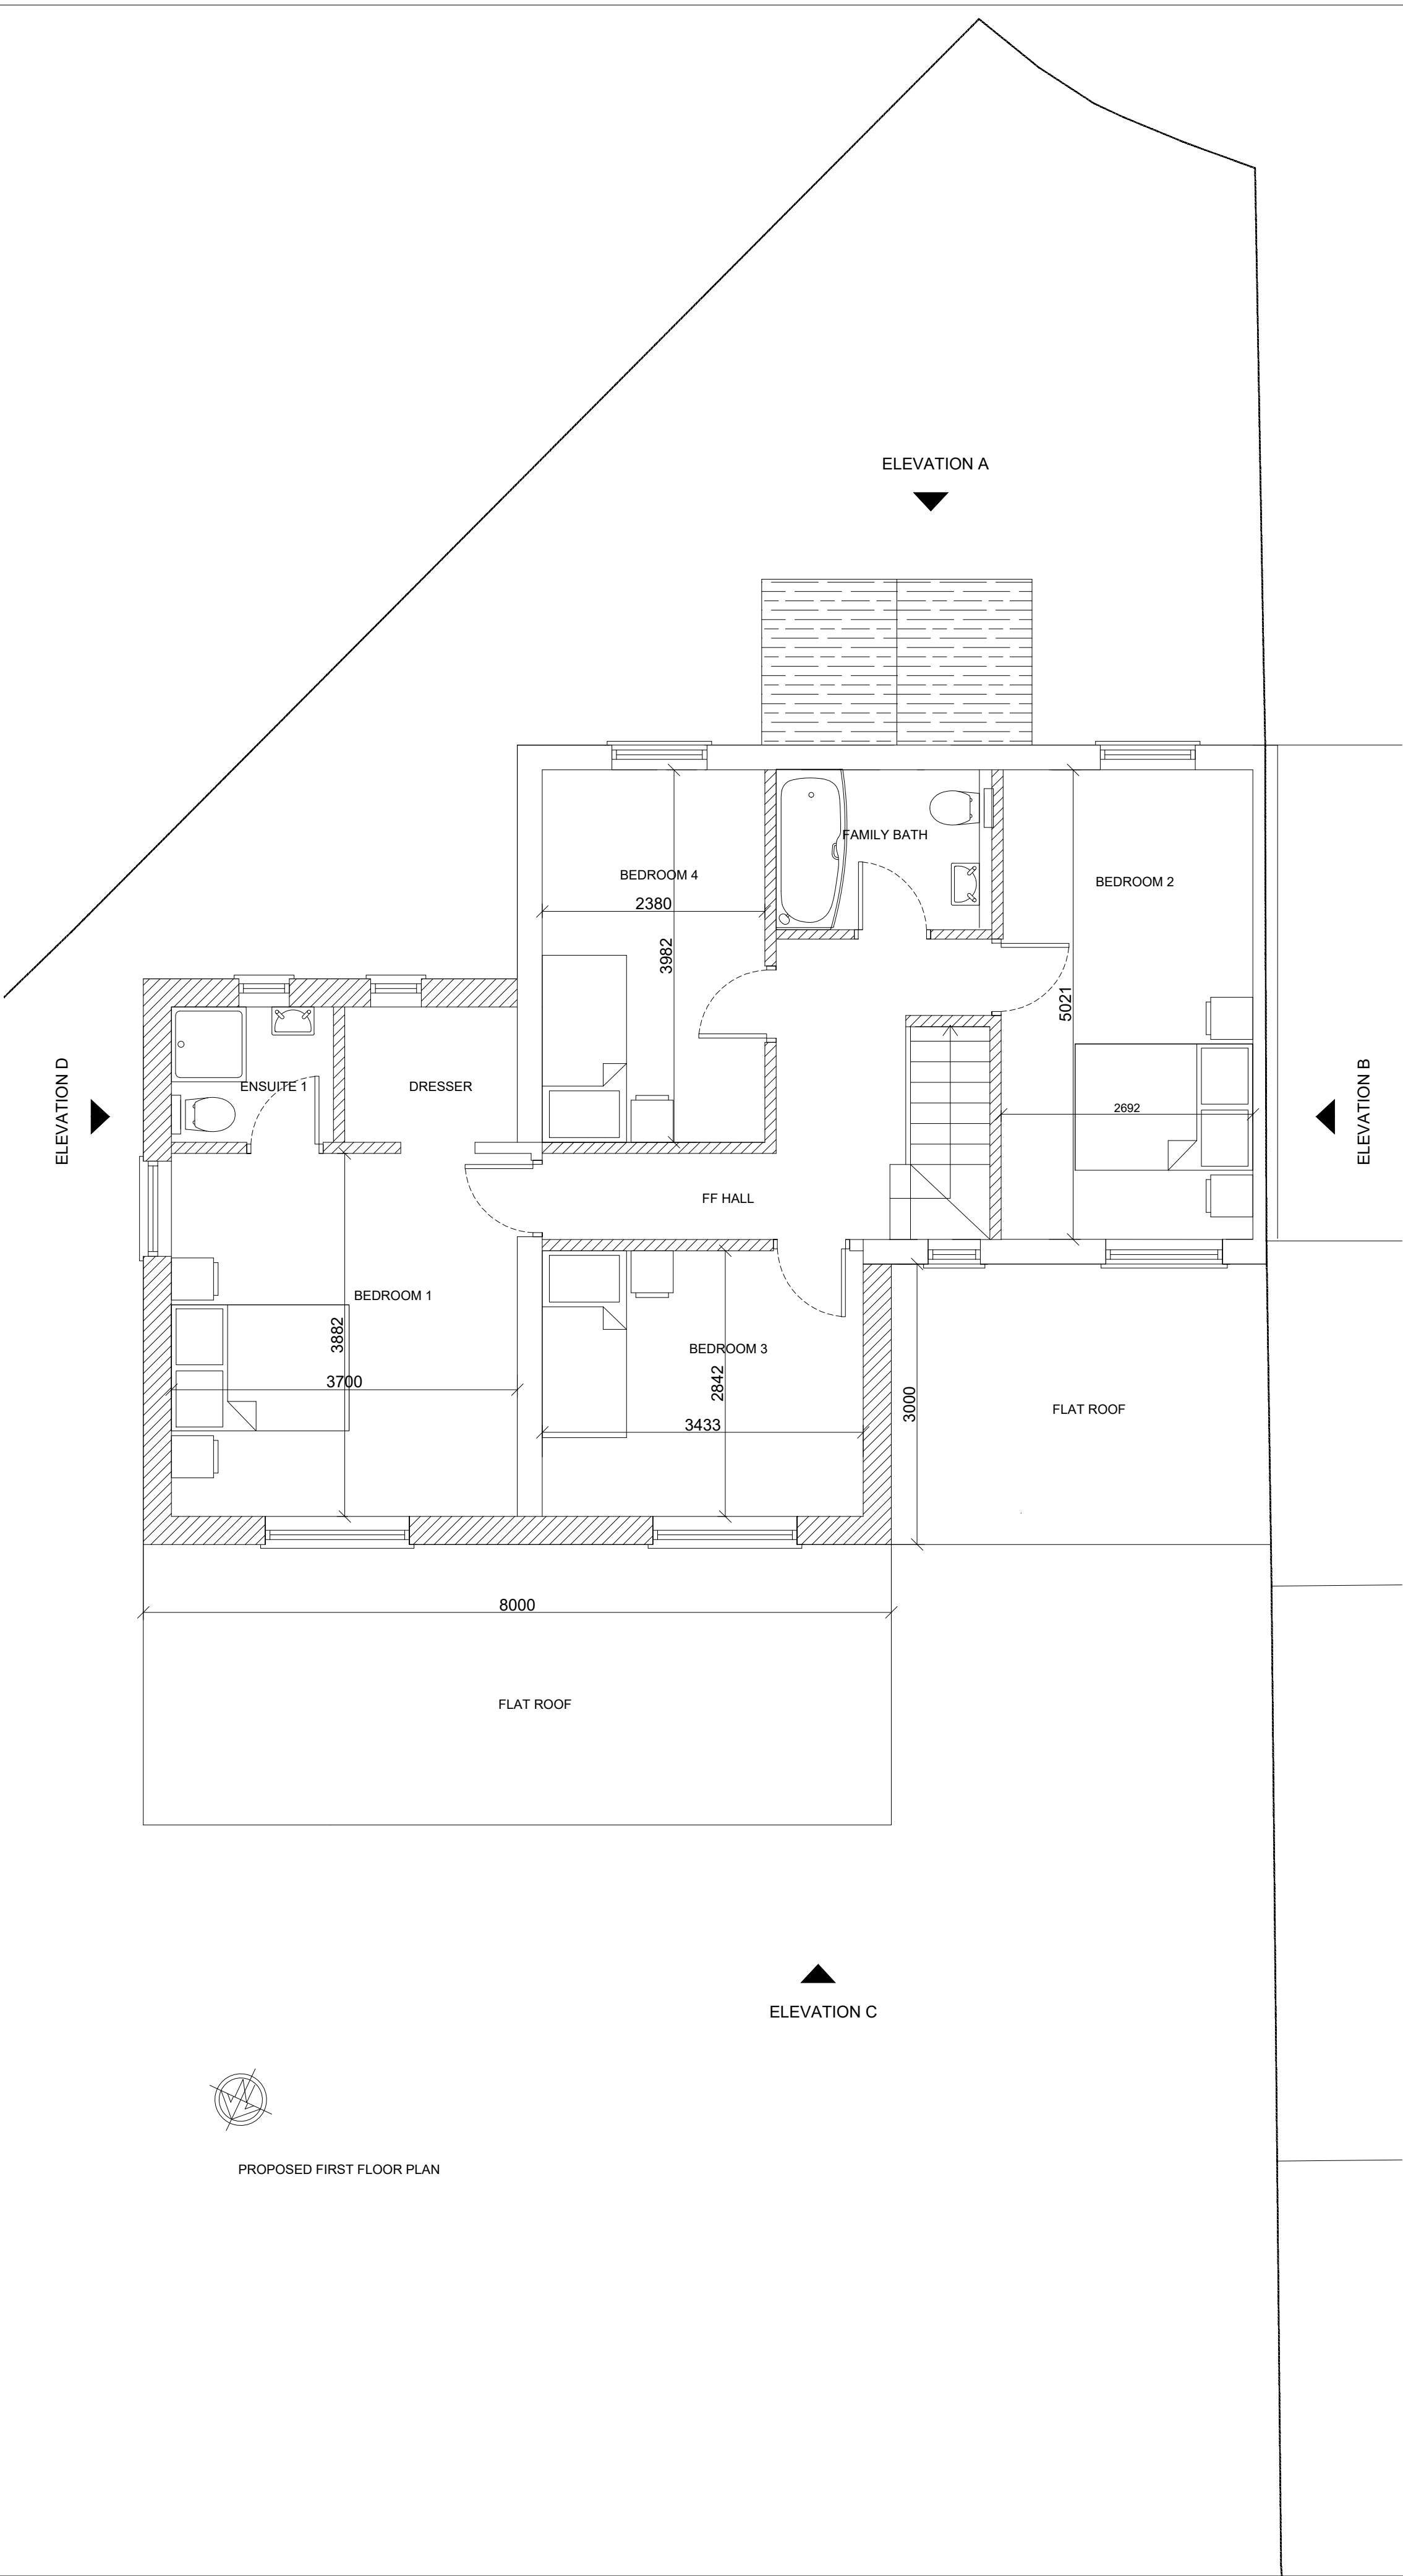 ELEVATION A
FAMILY BATH
BEDROOM 4
BEDROOM 2
2380
3982
5021
ELEVATION D
ENSUITE 1
DRESSER
2692
ELEVATION B
FF HALL
BEDROOM 1
3882
3700
BEDROOM 3
2842
3433
3000
FLAT ROOF
8000
FLAT ROOF
ELEVATION C
PROPOSED FIRST FLOOR PLAN